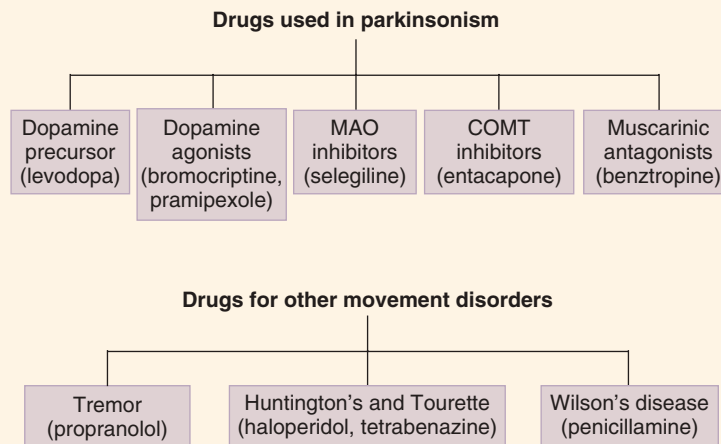 Drugs used in parkinsonism
Dopamine
precursor
(levodopa)
Dopamine
agonists
(bromocriptine,
pramipexole)
MAO
inhibitors
(selegiline)
COMT
inhibitors
(entacapone)
Muscarinic
antagonists
(benztropine)
Drugs for other movement disorders
Tremor
(propranolol)
Huntington's and Tourette
(haloperidol, tetrabenazine)
Wilson's disease
(penicillamine)